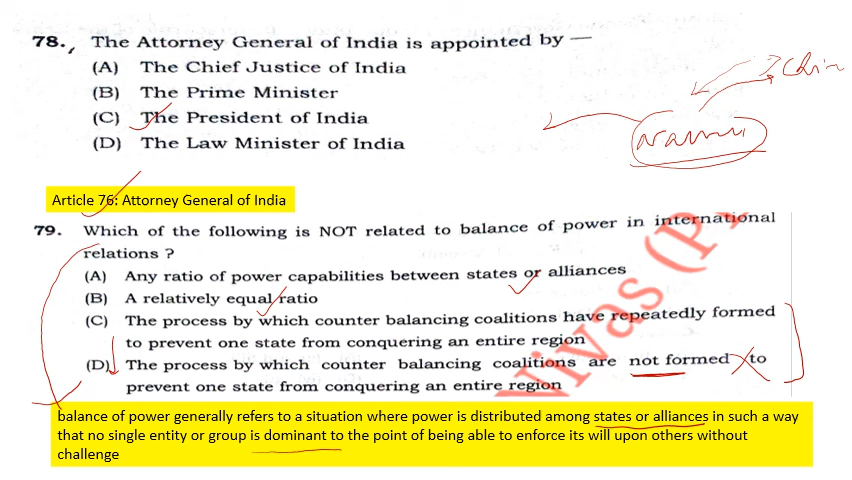 78. The Attorney General of India is appointed by —
(A) The Chief Justice of India
(B) The Prime Minister
(C) The President of India
(D) The Law Minister of India
Article 76: Attorney General of India
79. Which of the following is NOT related to balance of power in international
relations ?
(A) Any ratio of power capabilities between states or alliances
(B) A relatively equal ratio
(C) The process by which counter balancing coalitions have repeatedly formed
to prevent one state from conquering an entire region
(D) The process by which counter balancing coalitions are not formed to
prevent one state from conquering an entire region
Vivas (P)
balance of power generally refers to a situation where power is distributed among states or alliances in such a way
that no single entity or group is dominant to the point of being able to enforce its will upon others without
challenge